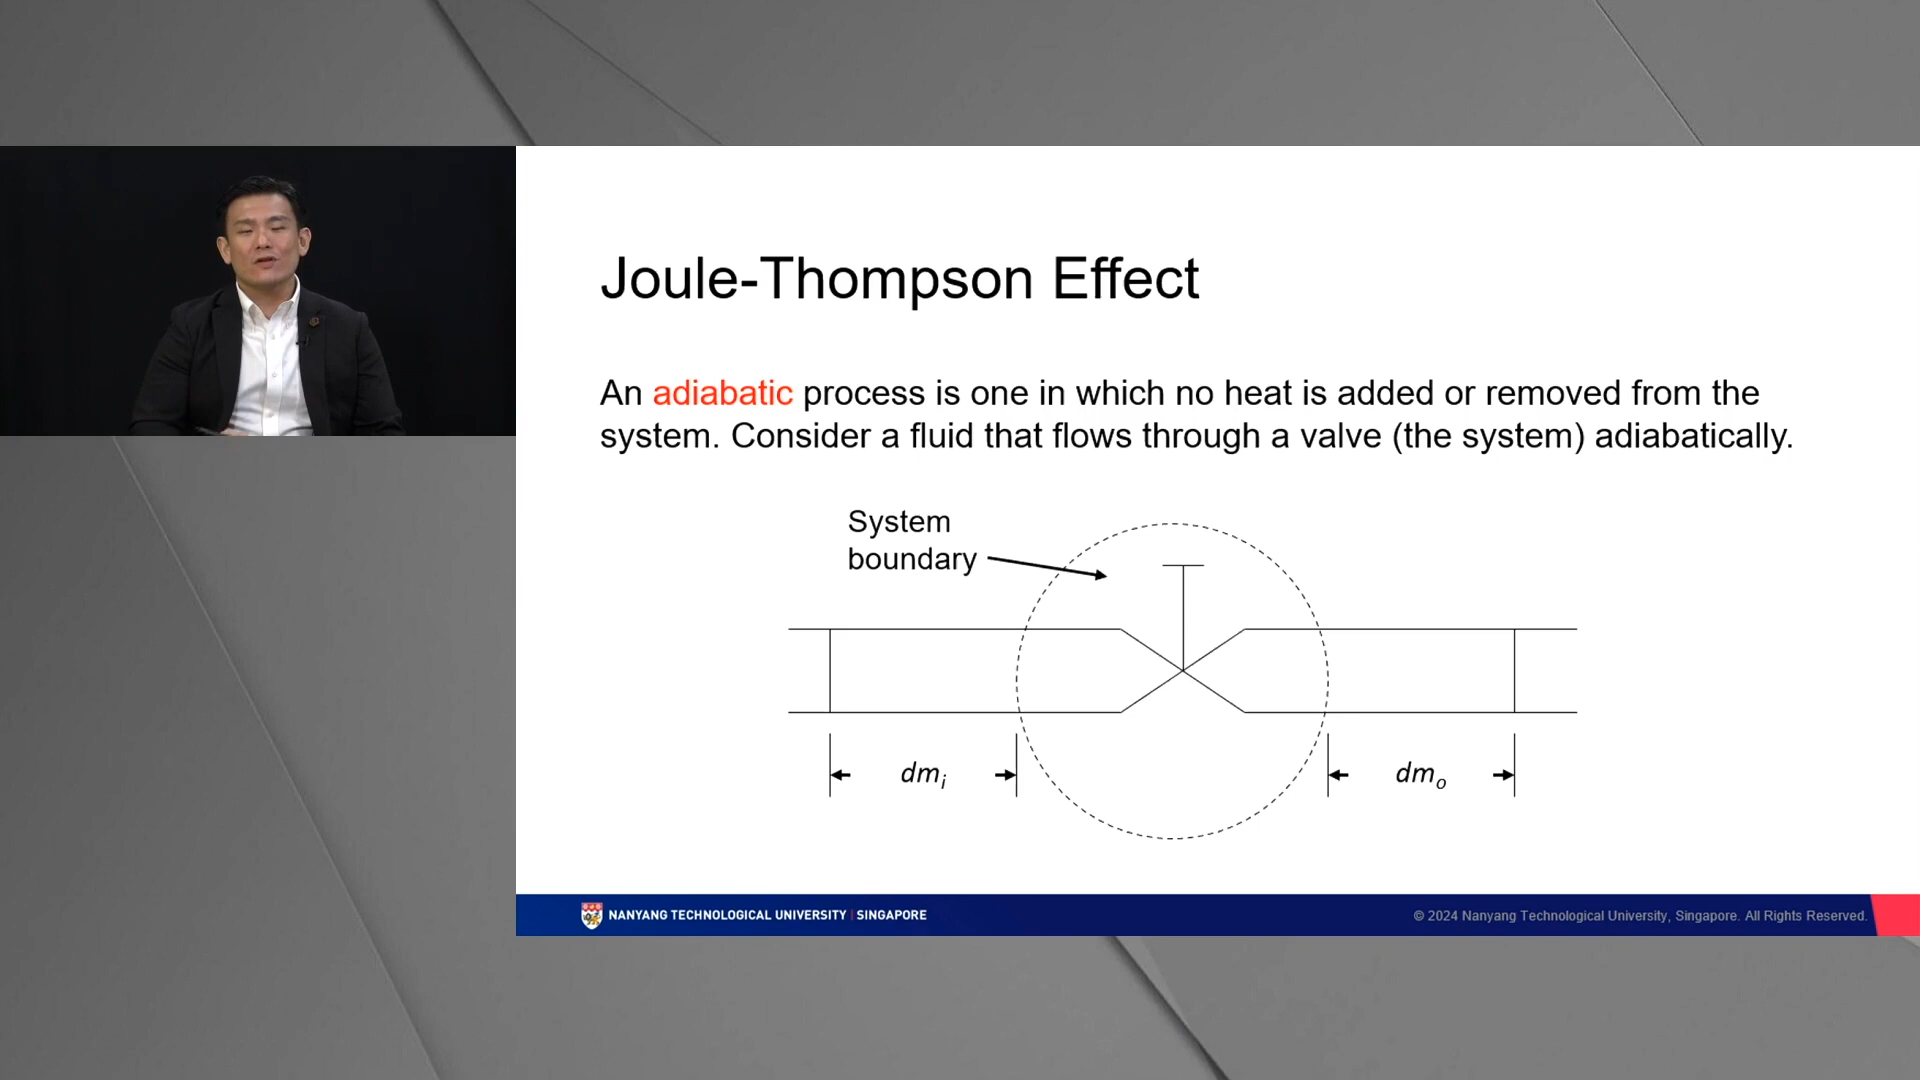 Joule-Thompson Effect
An adiabatic process is one in which no heat is added or removed from the
system. Consider a fluid that flows through a valve (the system) adiabatically.
System
boundary
dmi
dmo
NANYANG TECHNOLOGICAL UNIVERSITY | SINGAPORE
© 2024 Nanyang Technological University, Singapore. All Rights Reserved.